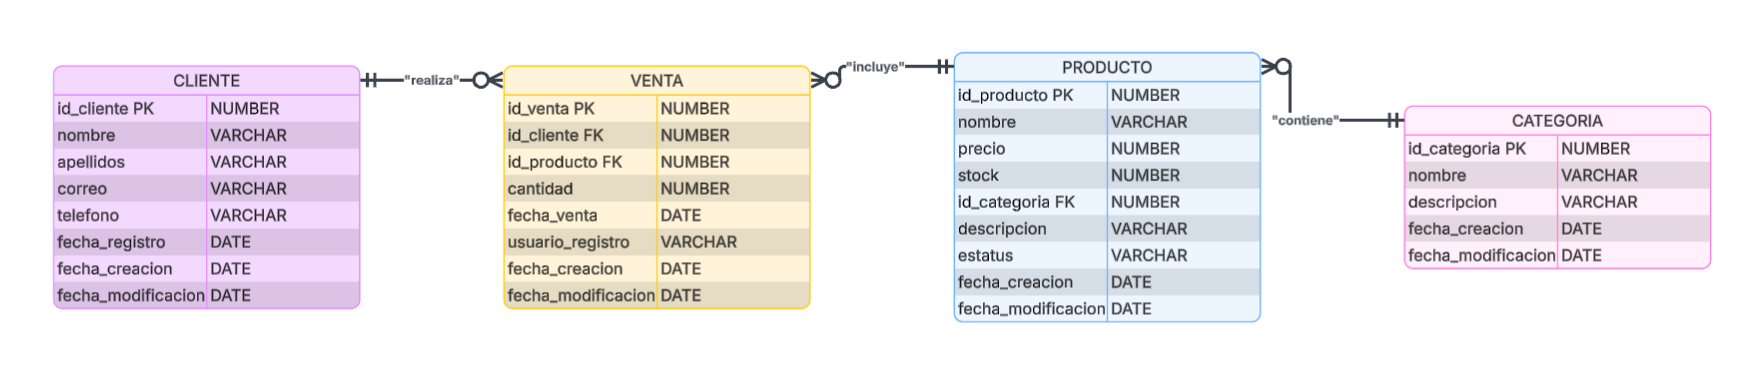 CLIENTE
id_cliente PK NUMBER
nombre VARCHAR
apellidos VARCHAR
correo VARCHAR
telefono VARCHAR
fecha_registro DATE
fecha_creacion DATE
fecha_modificacion DATE
"realiza"
VENTA
id_venta PK NUMBER
id_cliente FK NUMBER
id_producto FK NUMBER
cantidad NUMBER
fecha_venta DATE
usuario_registro VARCHAR
fecha_creacion DATE
fecha_modificacion DATE
"incluye"
PRODUCTO
id_producto PK NUMBER
nombre VARCHAR
precio NUMBER
stock NUMBER
id_categoria FK NUMBER
descripcion VARCHAR
estatus VARCHAR
fecha_creacion DATE
fecha_modificacion DATE
"contiene"
CATEGORIA
id_categoria PK NUMBER
nombre VARCHAR
descripcion VARCHAR
fecha_creacion DATE
fecha_modificacion DATE